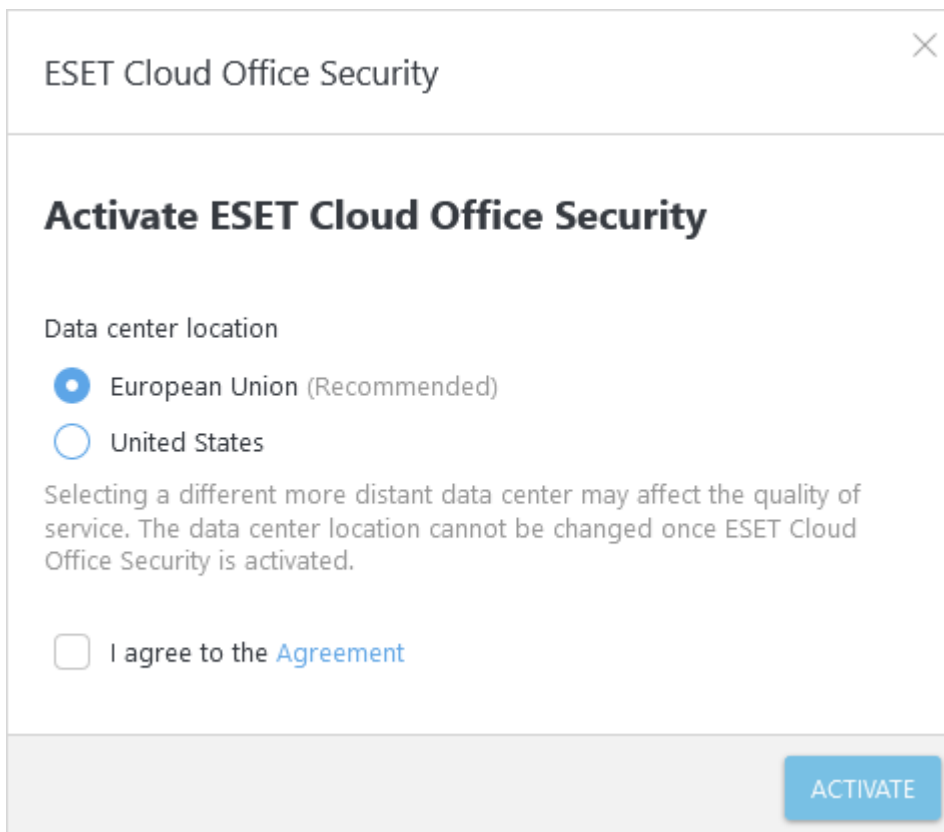 ESET Cloud Office Security
Activate ESET Cloud Office Security
Data center location
European Union (Recommended)
United States
Selecting a different more distant data center may affect the quality of
service. The data center location cannot be changed once ESET Cloud
Office Security is activated.
I agree to the Agreement
ACTIVATE